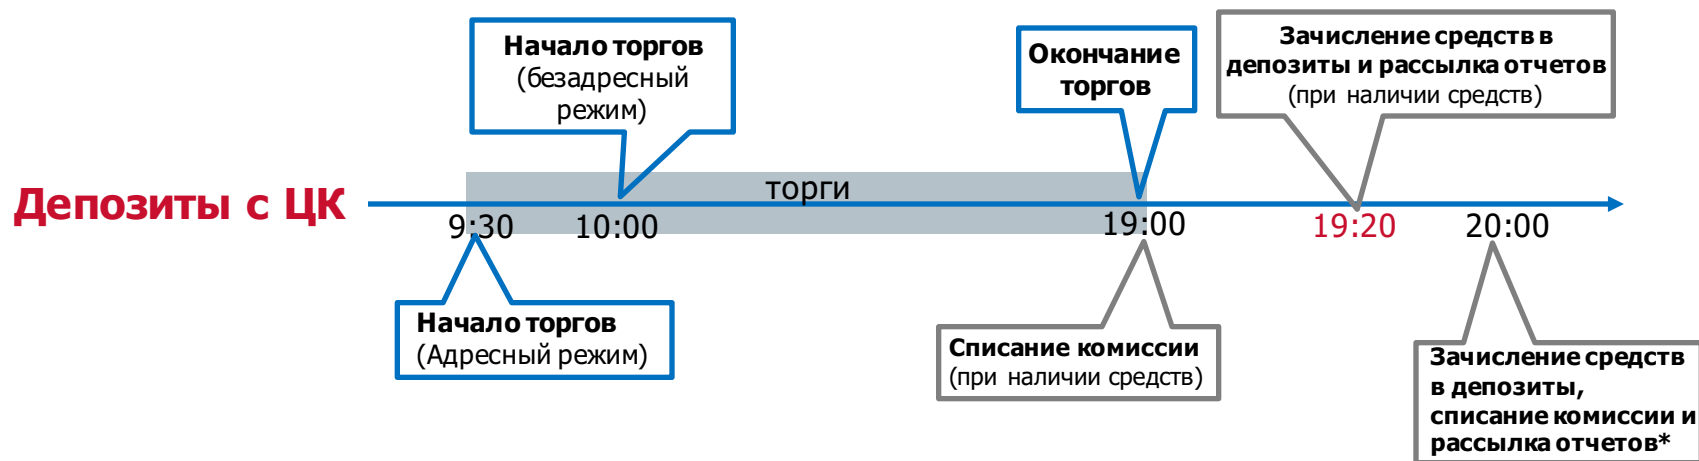 Начало торгов
(безадресный
режим)
Окончание
торгов
Зачисление средств в
депозиты и рассылка отчетов
(при наличии средств)
Депозиты с ЦК
торги
9:30
10:00
19:00
19:20
20:00
Начало торгов
(Адресный режим)
Списание комиссии
(при наличии средств)
Зачисление средств
в депозиты,
списание комиссии и
рассылка отчетов*